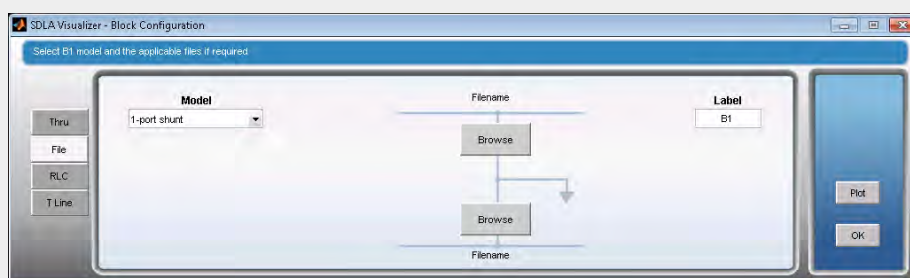 SDLA Visualizer - Block Configuration
Select B1 model and the applicable files if required
Thru
File
RLC
T Line
Model
1-port shunt
Filename
Browse
Browse
Filename
Label
B1
Plot
OK